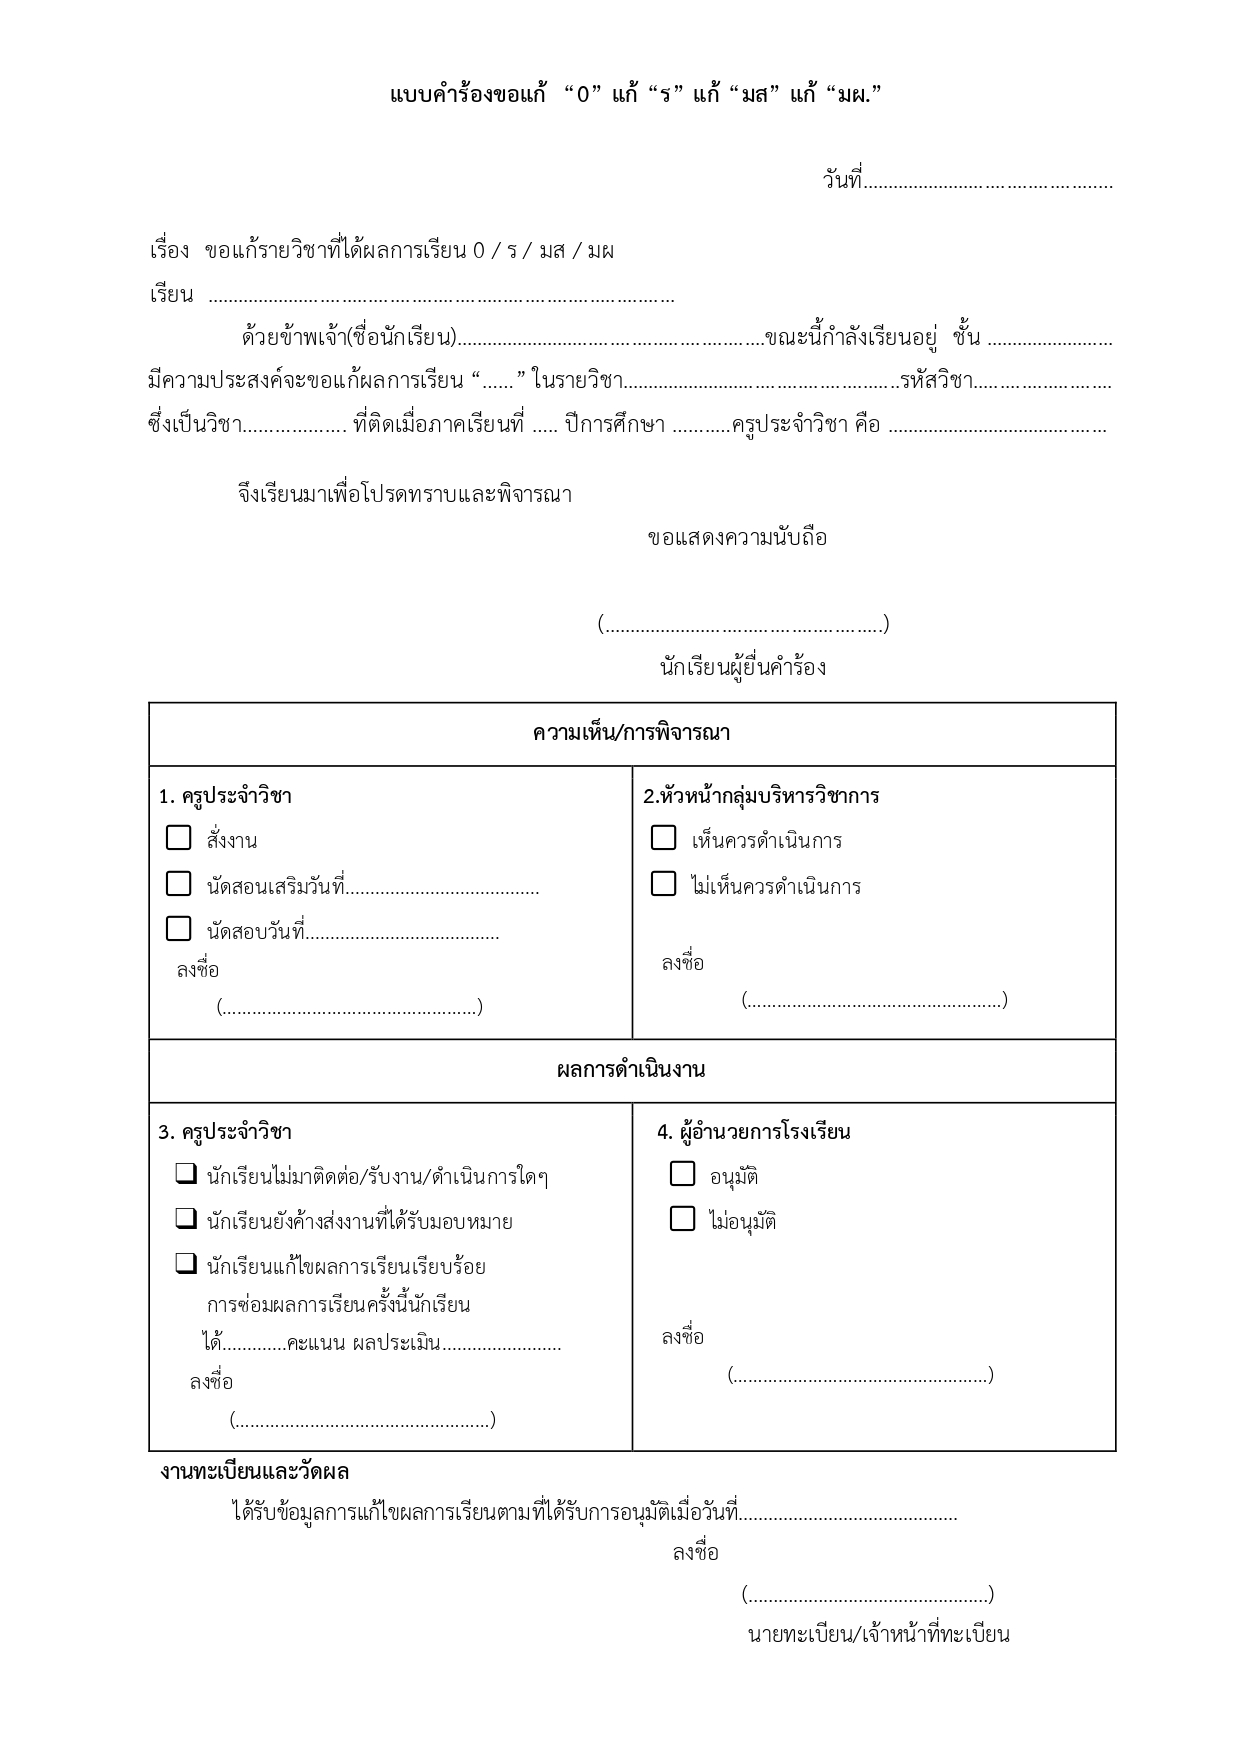 แบบคำร้องขอแก้  “0” แก้ “ร” แก้ “มส” แก้ “มผ.”
วันที่..........................................
เรื่อง  ขอแก้รายวิชาที่ได้ผลการเรียน 0 / ร / มส / มผ
เรียน  ..............................................................................
ด้วยข้าพเจ้า(ชื่อนักเรียน)....................................................ขณะนี้กำลังเรียนอยู่  ชั้น .........................
มีความประสงค์จะขอแก้ผลการเรียน “......” ในรายวิชา...............................................รหัสวิชา........................
ซึ่งเป็นวิชา................... ที่ติดเมื่อภาคเรียนที่ ..... ปีการศึกษา ...........ครูประจำวิชา คือ ........................................
จึงเรียนมาเพื่อโปรดทราบและพิจารณา
ขอแสดงความนับถือ
(...............................................)
นักเรียนผู้ยื่นคำร้อง
ความเห็น/การพิจารณา
1. ครูประจำวิชา
☐ สั่งงาน
☐ นัดสอนเสริมวันที่.......................................
☐ นัดสอบวันที่.......................................
ลงชื่อ
(...................................................)
2.หัวหน้ากลุ่มบริหารวิชาการ
☐ เห็นควรดำเนินการ
☐ ไม่เห็นควรดำเนินการ
ลงชื่อ
(...................................................)
ผลการดำเนินงาน
3. ครูประจำวิชา
❑ นักเรียนไม่มาติดต่อ/รับงาน/ดำเนินการใดๆ
❑ นักเรียนยังค้างส่งงานที่ได้รับมอบหมาย
❑ นักเรียนแก้ไขผลการเรียนเรียบร้อย
การซ่อมผลการเรียนครั้งนี้นักเรียน
ได้.............คะแนน ผลประเมิน........................
ลงชื่อ
(...................................................)
4. ผู้อำนวยการโรงเรียน
☐ อนุมัติ
☐ ไม่อนุมัติ
ลงชื่อ
(...................................................)
งานทะเบียนและวัดผล
ได้รับข้อมูลการแก้ไขผลการเรียนตามที่ได้รับการอนุมัติเมื่อวันที่............................................
ลงชื่อ
(................................................)
นายทะเบียน/เจ้าหน้าที่ทะเบียน